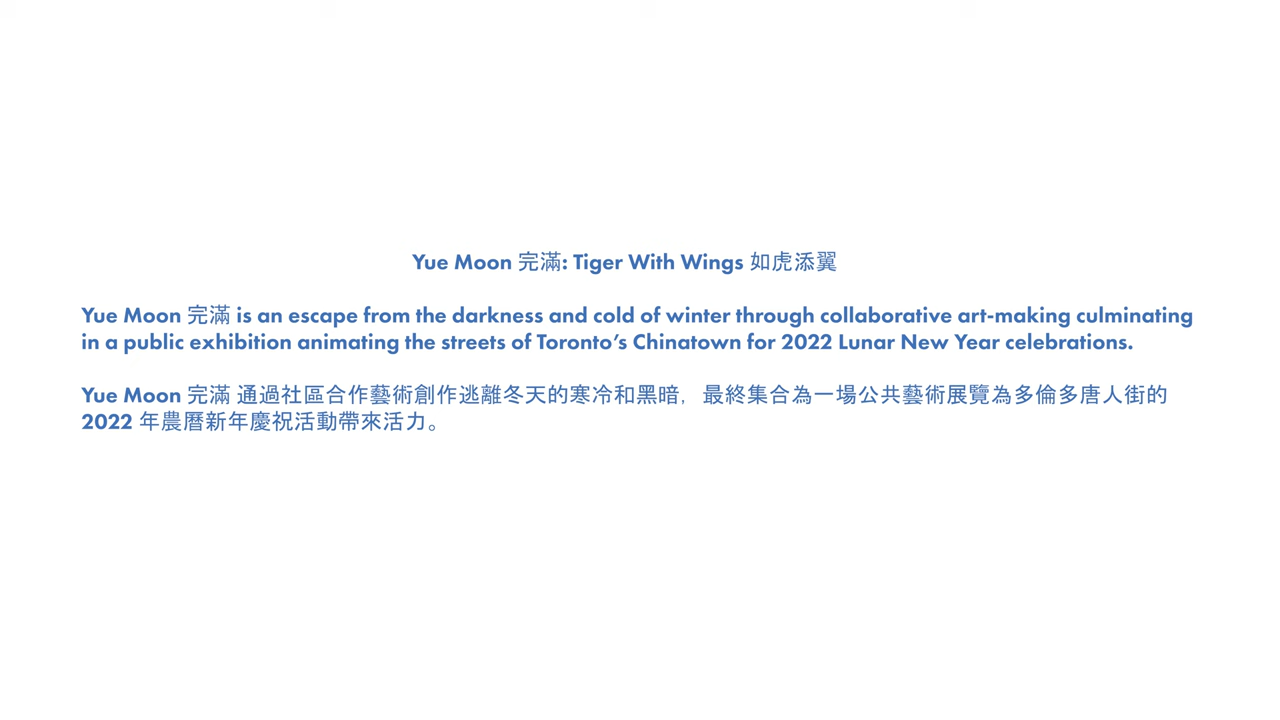 Yue Moon 完滿: Tiger With Wings 如虎添翼
Yue Moon 完滿 is an escape from the darkness and cold of winter through collaborative art-making culminating
in a public exhibition animating the streets of Toronto’s Chinatown for 2022 Lunar New Year celebrations.
Yue Moon 完滿 通過社區合作藝術創作逃離冬天的寒冷和黑暗，最終集合為一場公共藝術展覽為多倫多唐人街的
2022 年農曆新年慶祝活動帶來活力。